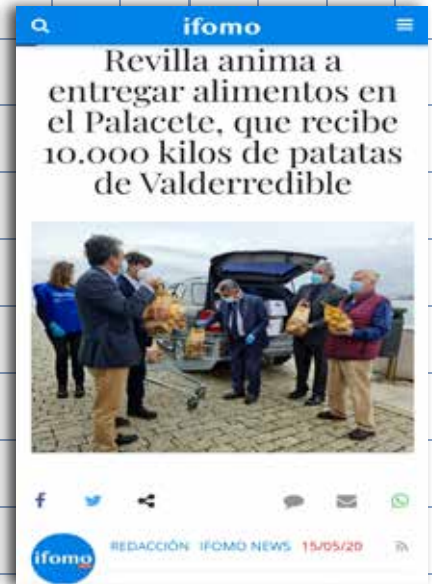 ifomo
Revilla anima a
entregar alimentos en
el Palacete, que recibe
10.000 kilos de patatas
de Valderredible
REDACCIÓN IFOMO NEWS 15/05/20
ifomo